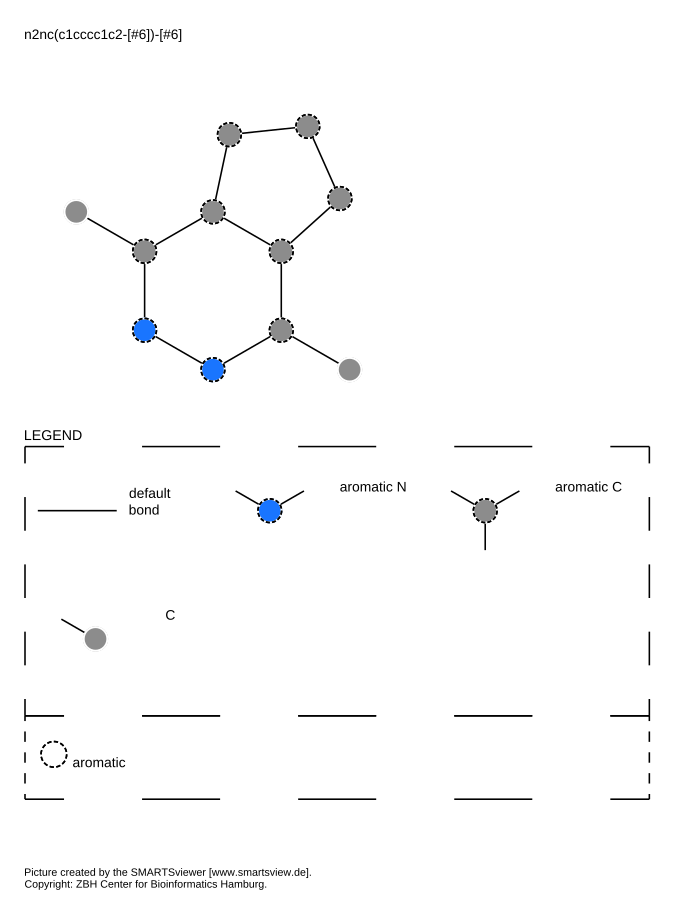 n2nc(c1cccc1c2-[#6])-[#6]
LEGEND
default
bond
aromatic N
aromatic C
C
aromatic
Picture created by the SMARTSviewer [www.smartsview.de].
Copyright: ZBH Center for Bioinformatics Hamburg.